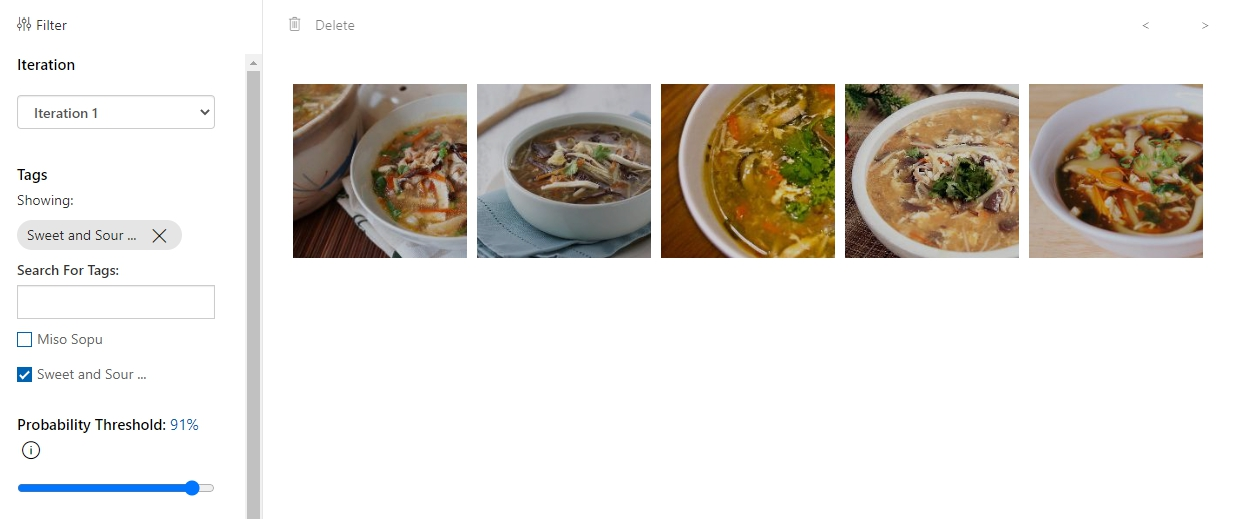 Filter
Iteration
Iteration 1
Tags
Showing:
Sweet and Sour ...
Search For Tags:
Miso Sopu
Sweet and Sour ...
Probability Threshold: 91%
i
Delete
< >